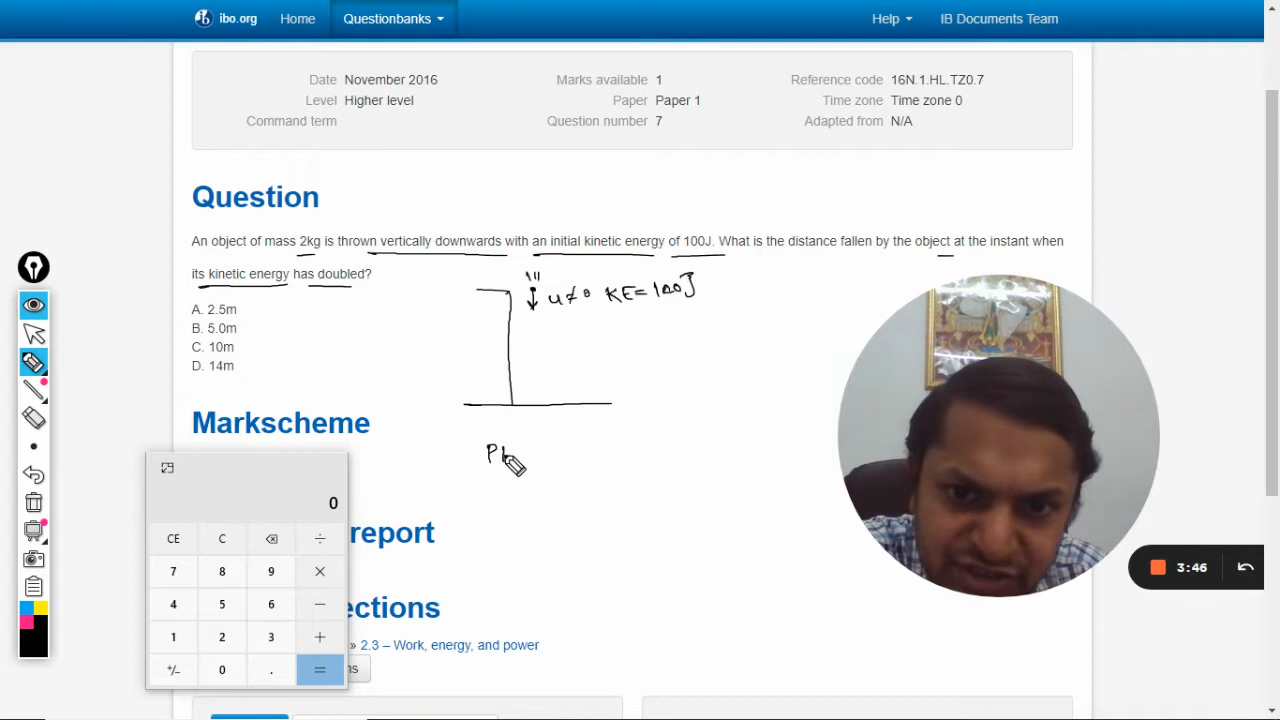 ibo.org Home Questionbanks Help IB Documents Team
Date November 2016 Marks available 1 Reference code 16N.1.HL.TZ0.7
Level Higher level Paper Paper 1 Time zone Time zone 0
Command term Question number 7 Adapted from N/A
Question
An object of mass 2kg is thrown vertically downwards with an initial kinetic energy of 100J. What is the distance fallen by the object at the instant when
its kinetic energy has doubled?
u≠0 KE=100J
A. 2.5m
B. 5.0m
C. 10m
D. 14m
Markscheme
0
report
CE C ÷
7 8 9 ×
4 5 6 −
3:46
1 2 3 +
ections
» 2.3 – Work, energy, and power
+/− 0 . =
ns